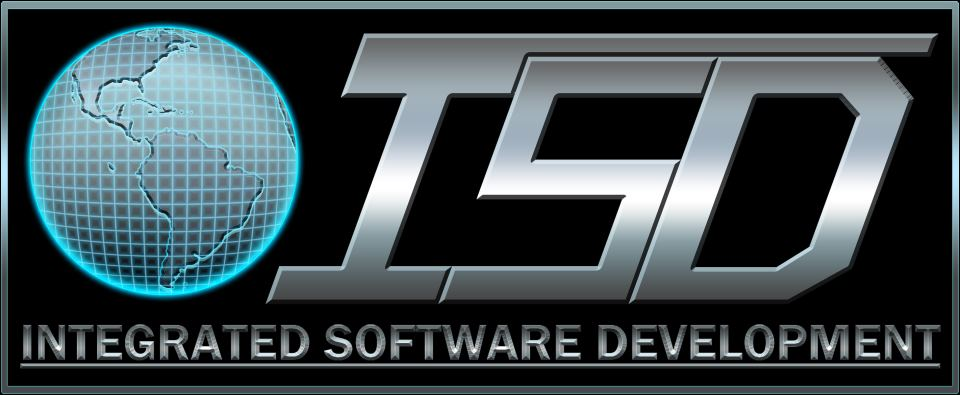 ISD
INTEGRATED SOFTWARE DEVELOPMENT